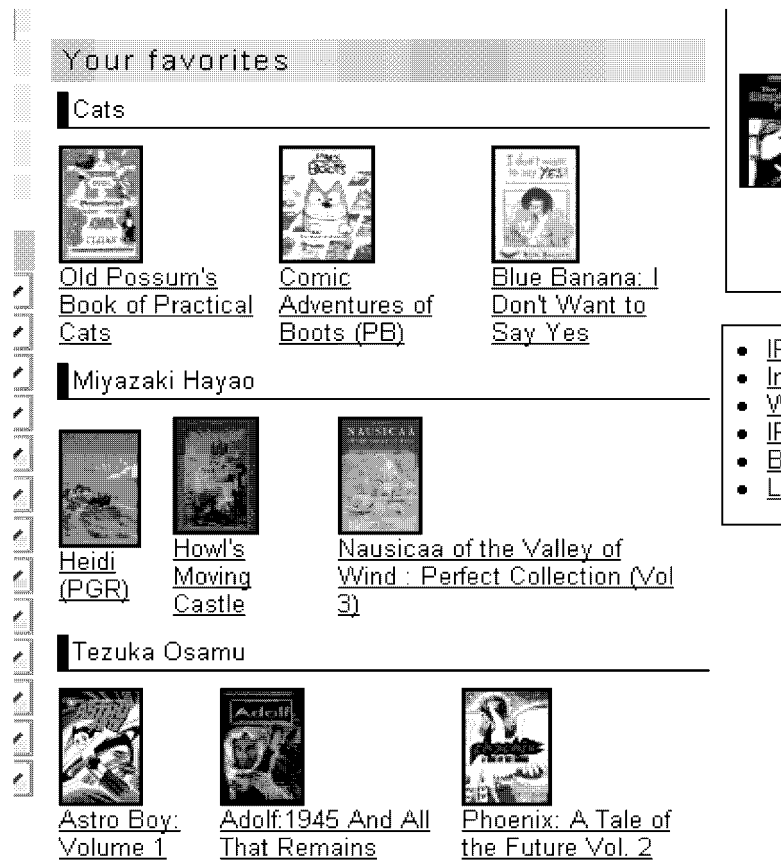 Your favorites
Cats
Old Possum's
Book of Practical
Cats
Comic
Adventures of
Boots (PB)
Blue Banana: I
Don't Want to
Say Yes
Miyazaki Hayao
NAUSICAA
Heidi
(PGR)
Howl's
Moving
Castle
Nausicaa of the Valley of
Wind : Perfect Collection (Vol
3)
Tezuka Osamu
Adolf
Astro Boy:
Volume 1
Adolf:1945 And All
That Remains
Phoenix: A Tale of
the Future Vol. 2